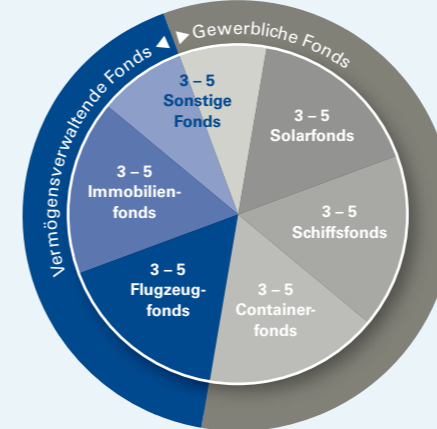 Vermögensverwaltende Fonds
Gewerbliche Fonds
3 – 5
Sonstige
Fonds
3 – 5
Solarfonds
3 – 5
Immobilien-
fonds
3 – 5
Schiffsfonds
3 – 5
Flugzeug-
fonds
3 – 5
Container-
fonds